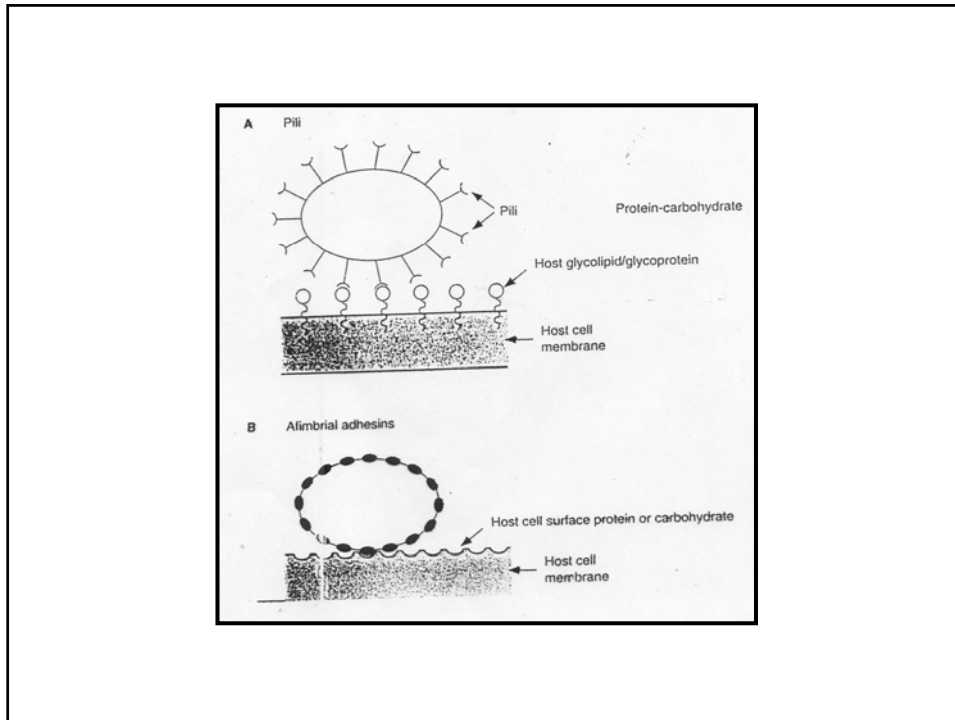 A Pili
Pili
Protein-carbohydrate
Host glycolipid/glycoprotein
Host cell
membrane
B Afimbrial adhesins
Host cell surface protein or carbohydrate
Host cell
membrane